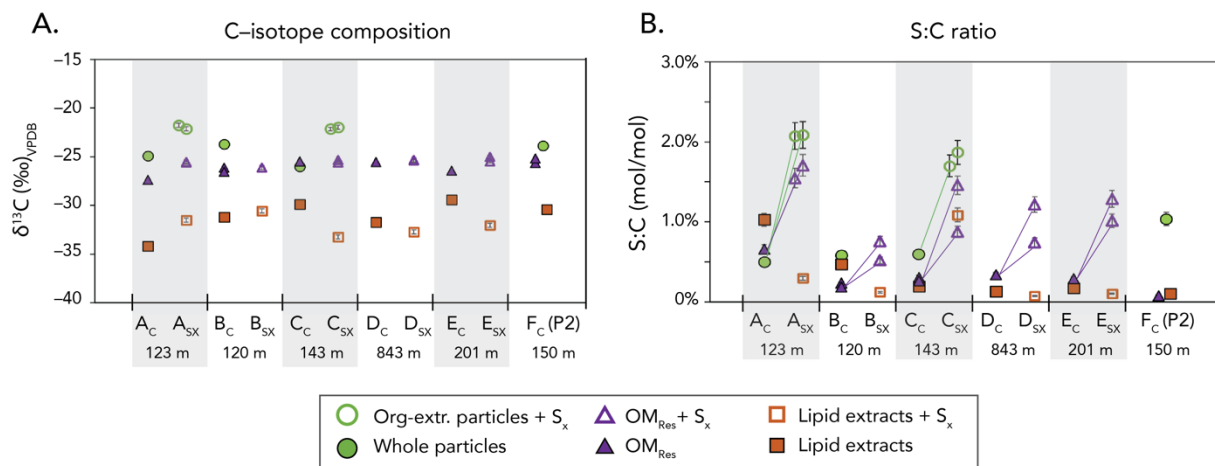 A.
C–isotope composition
δ¹³C (‰)VPDB
−15
−20
−25
−30
−35
−40
AC ASX BC BSX CC CSX DC DSX EC ESX FC (P2)
123 m 120 m 143 m 843 m 201 m 150 m
B.
S:C ratio
S:C (mol/mol)
3.0%
2.0%
1.0%
0%
AC ASX BC BSX CC CSX DC DSX EC ESX FC (P2)
123 m 120 m 143 m 843 m 201 m 150 m
Org-extr. particles + Sx OMRes + Sx Lipid extracts + Sx
Whole particles OMRes Lipid extracts